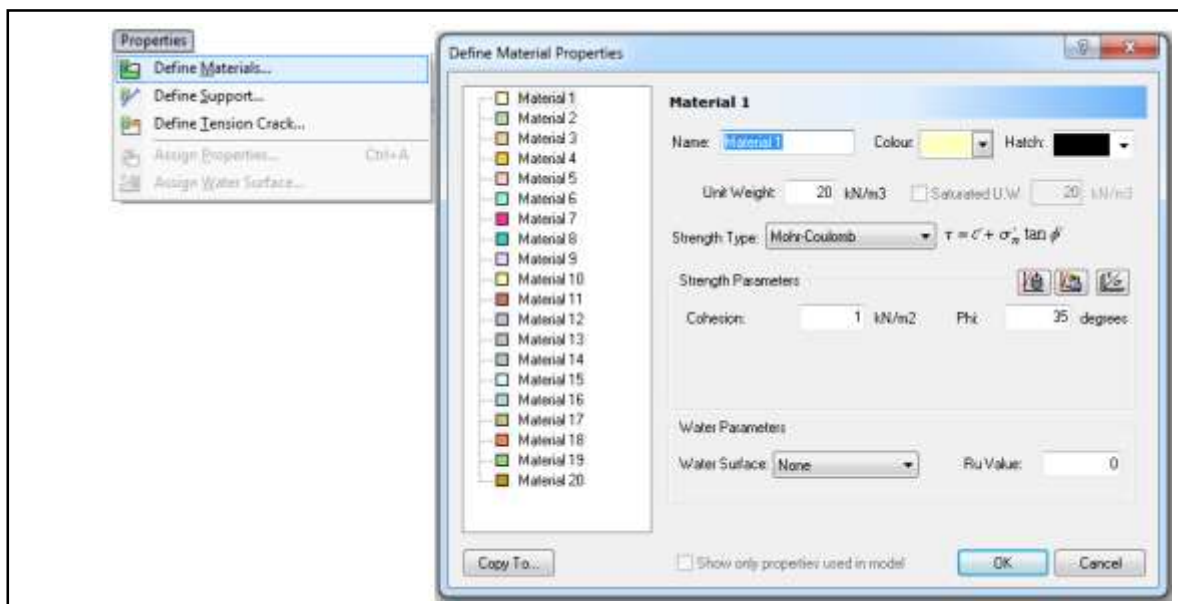 Properties
Define Materials...
Define Support...
Define Tension Crack...
Assign Properties... Ctrl+A
Assign Water Surface...
Define Material Properties
Material 1
Material 2
Material 3
Material 4
Material 5
Material 6
Material 7
Material 8
Material 9
Material 10
Material 11
Material 12
Material 13
Material 14
Material 15
Material 16
Material 17
Material 18
Material 19
Material 20
Material 1
Name: Material 1 Colour: Hatch:
Unit Weight: 20 kN/m3 Saturated U.W. 20 kN/m3
Strength Type: Mohr-Coulomb τ = c' + σ'n tan ϕ'
Strength Parameters
Cohesion: 1 kN/m2 Phi: 35 degrees
Water Parameters
Water Surface: None Ru Value: 0
Copy To... Show only properties used in model OK Cancel